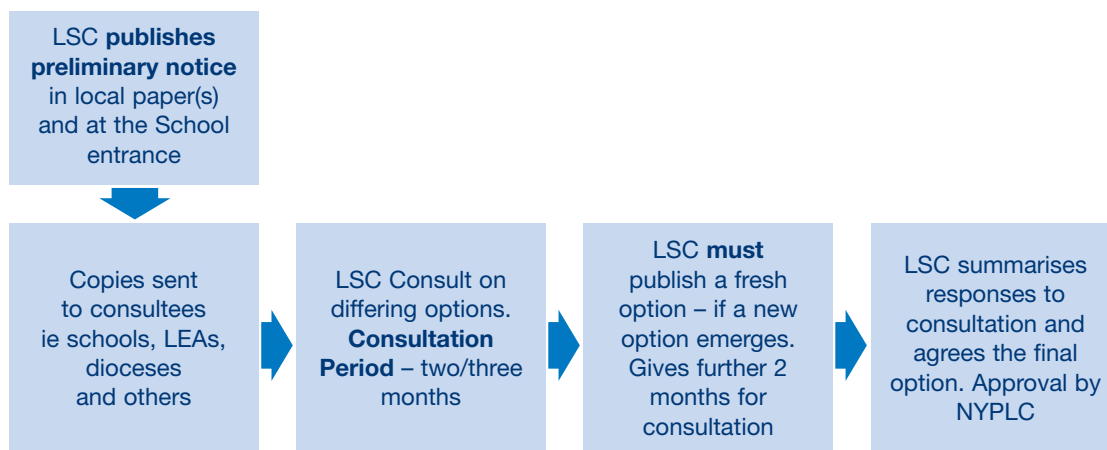 LSC publishes
preliminary notice
in local paper(s)
and at the School
entrance
Copies sent
to consultees
ie schools, LEAs,
dioceses
and others
LSC Consult on
differing options.
Consultation
Period – two/three
months
LSC must
publish a fresh
option – if a new
option emerges.
Gives further 2
months for
consultation
LSC summarises
responses to
consultation and
agrees the final
option. Approval by
NYPLC